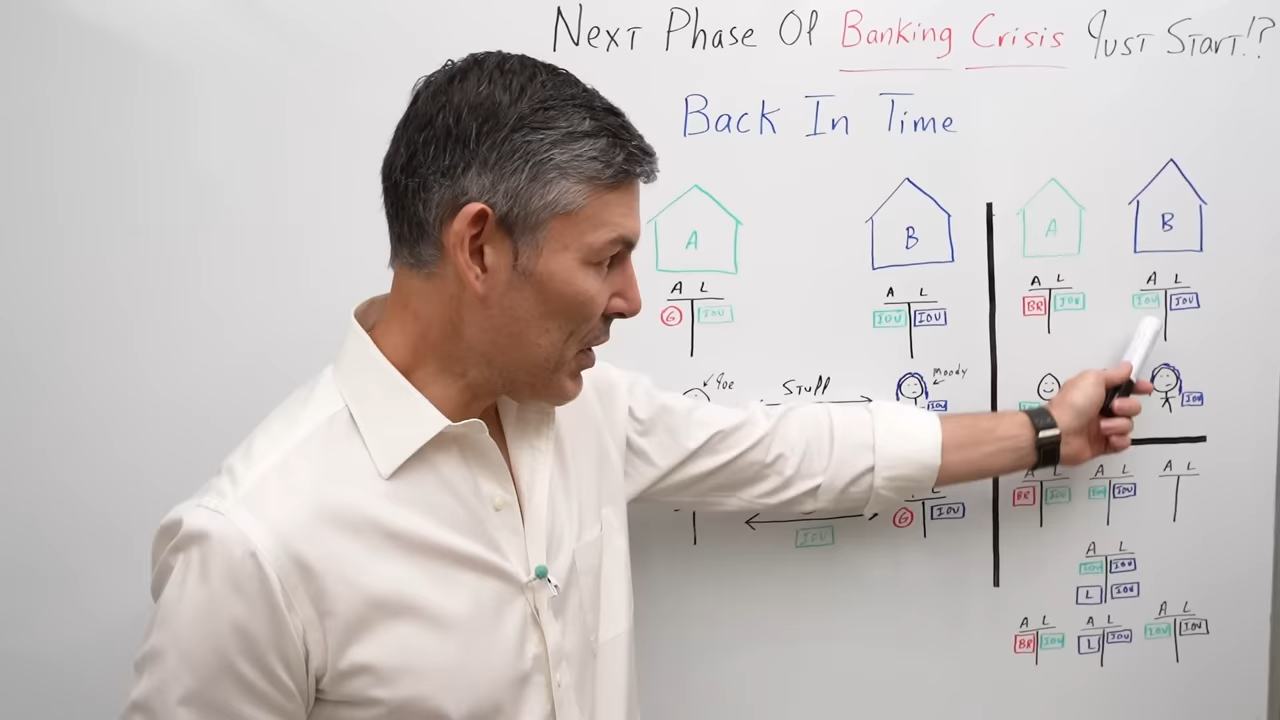 Next Phase Of Banking Crisis Just Start!?
Back In Time
A
B
A L
G IOU
A L
IOU IOU
Joe
Stuff
Moody
IOU
L
G IOU
IOU
A
B
A L
BR IOU
A L
IOU IOU
IOU
A L
BR IOU
A L
IOU IOU
A L
A L
IOU IOU
L IOU
A L
BR IOU
A L
L IOU
A L
IOU IOU